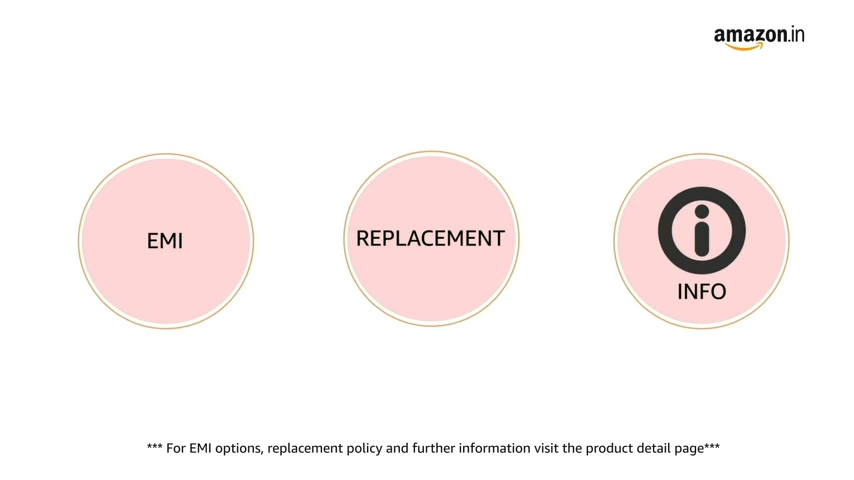 amazon.in
EMI
REPLACEMENT
INFO
*** For EMI options, replacement policy and further information visit the product detail page***